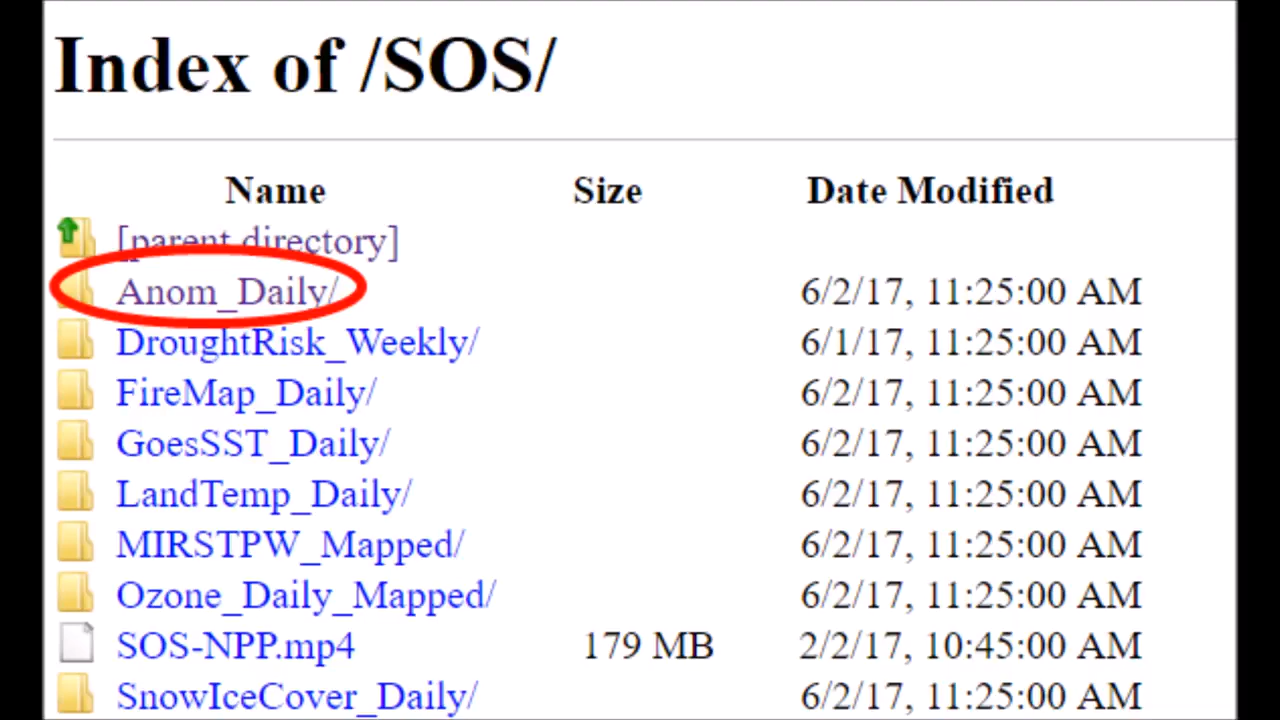 Index of /SOS/
Name Size Date Modified
[parent directory]
Anom_Daily/ 6/2/17, 11:25:00 AM
DroughtRisk_Weekly/ 6/1/17, 11:25:00 AM
FireMap_Daily/ 6/2/17, 11:25:00 AM
GoesSST_Daily/ 6/2/17, 11:25:00 AM
LandTemp_Daily/ 6/2/17, 11:25:00 AM
MIRSTPW_Mapped/ 6/2/17, 11:25:00 AM
Ozone_Daily_Mapped/ 6/2/17, 11:25:00 AM
SOS-NPP.mp4 179 MB 2/2/17, 10:45:00 AM
SnowIceCover_Daily/ 6/2/17, 11:25:00 AM